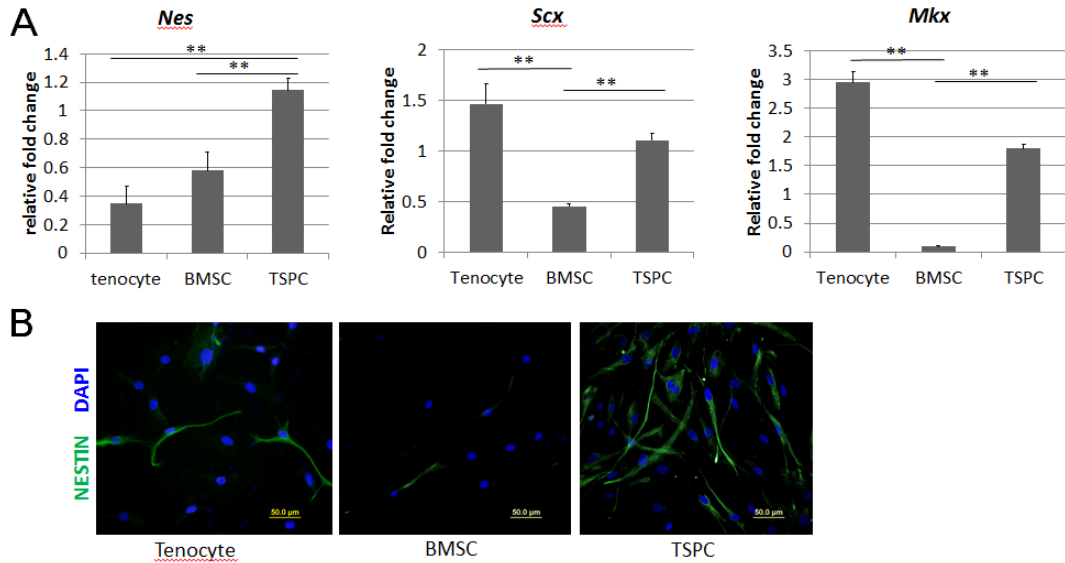 A
Nes
Scx
Mkx
relative fold change
1.4
1.2
1
0.8
0.6
0.4
0.2
0
**
**
tenocyte BMSC TSPC
Relative fold change
2
1.5
1
0.5
0
**
**
Tenocyte BMSC TSPC
Relative fold change
3.5
3
2.5
2
1.5
1
0.5
0
**
**
Tenocyte BMSC TSPC
B
NESTIN DAPI
50.0 µm
50.0 µm
50.0 µm
Tenocyte
BMSC
TSPC